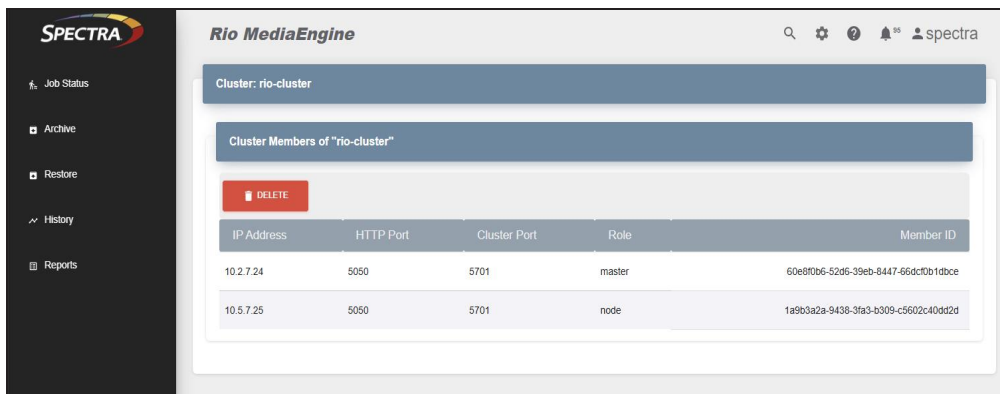 SPECTRA
Rio MediaEngine
spectra
Job Status
Archive
Restore
History
Reports
Cluster: rio-cluster
Cluster Members of "rio-cluster"
DELETE
IP Address HTTP Port Cluster Port Role Member ID
10.2.7.24 5050 5701 master 60e8f0b6-52d6-39eb-8447-66dcf0b1dbce
10.5.7.25 5050 5701 node 1a9b3a2a-9438-3fa3-b309-c5602c40dd2d